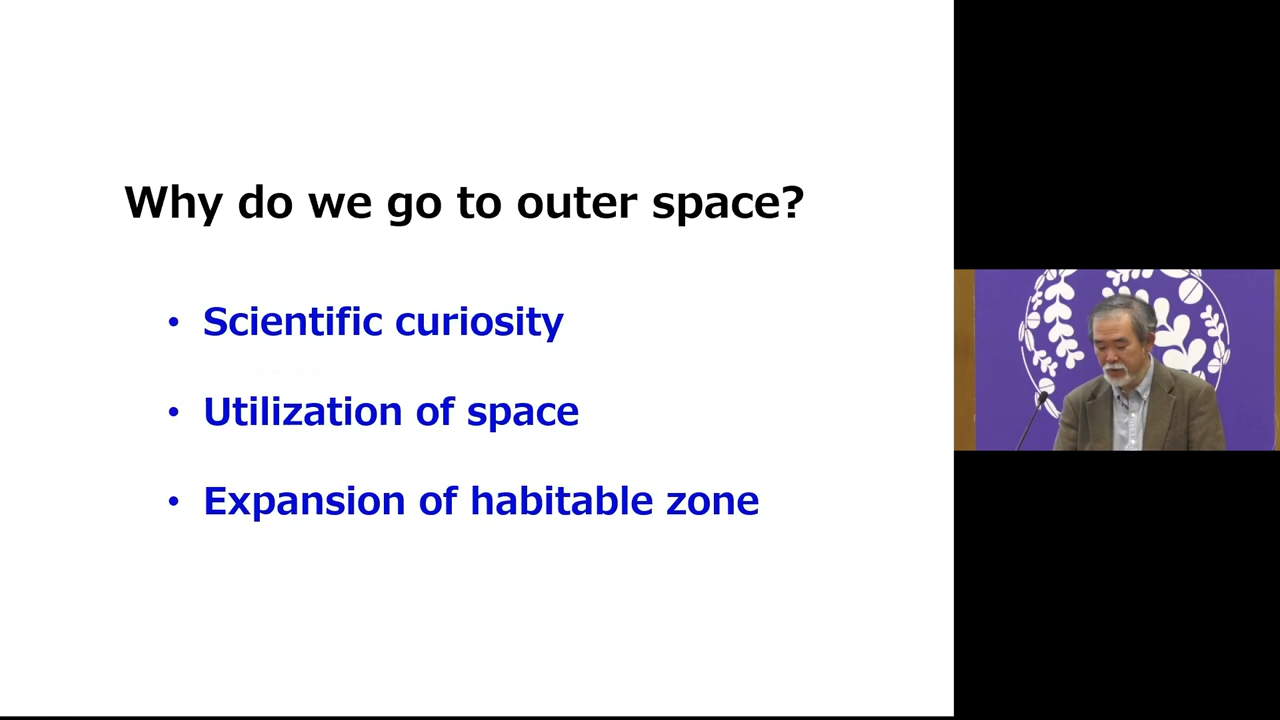 Why do we go to outer space?
• Scientific curiosity
• Utilization of space
• Expansion of habitable zone